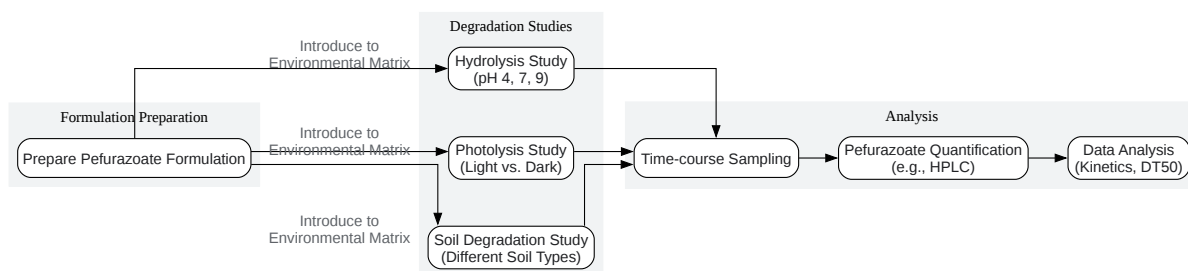 Formulation Preparation
Prepare Pefurazoate Formulation
Introduce to
Environmental Matrix
Introduce to
Environmental Matrix
Introduce to
Environmental Matrix
Degradation Studies
Hydrolysis Study
(pH 4, 7, 9)
Photolysis Study
(Light vs. Dark)
Soil Degradation Study
(Different Soil Types)
Analysis
Time-course Sampling
Pefurazoate Quantification
(e.g., HPLC)
Data Analysis
(Kinetics, DT50)